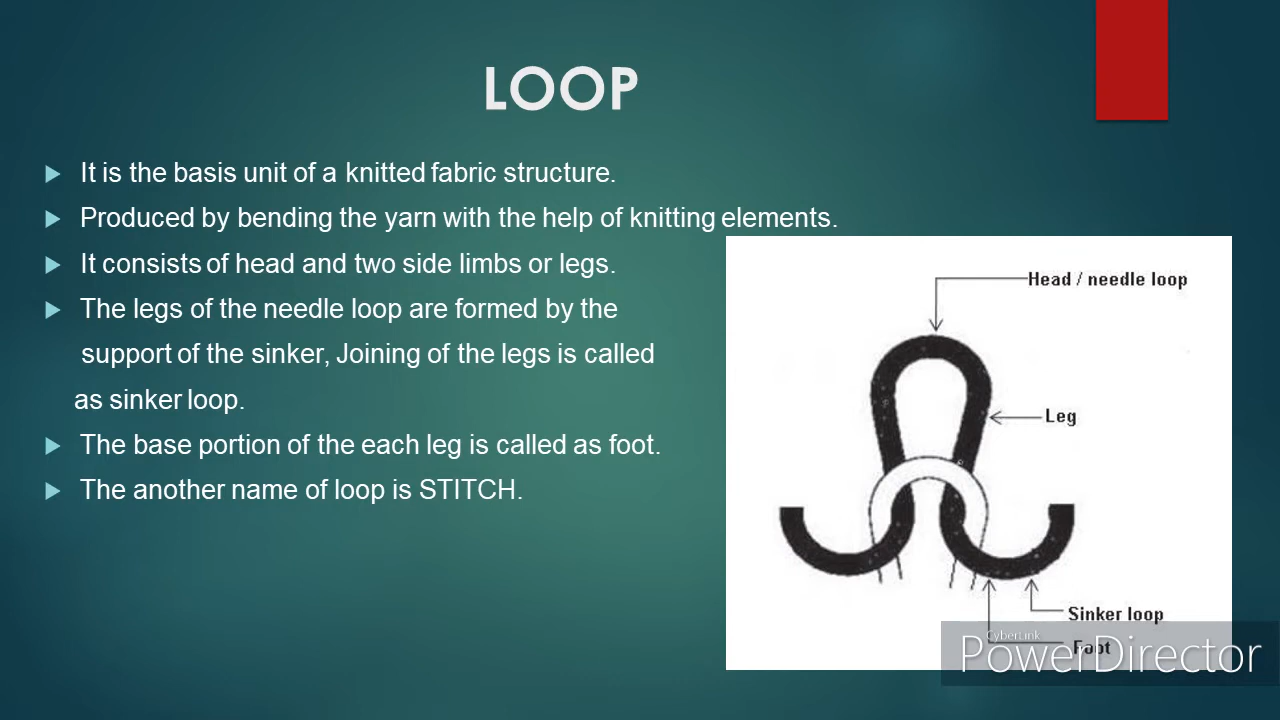 LOOP
It is the basis unit of a knitted fabric structure.
Produced by bending the yarn with the help of knitting elements.
It consists of head and two side limbs or legs.
The legs of the needle loop are formed by the
support of the sinker, Joining of the legs is called
as sinker loop.
The base portion of the each leg is called as foot.
The another name of loop is STITCH.
Head / needle loop
Leg
Sinker loop
Foot
CyberLink
PowerDirector